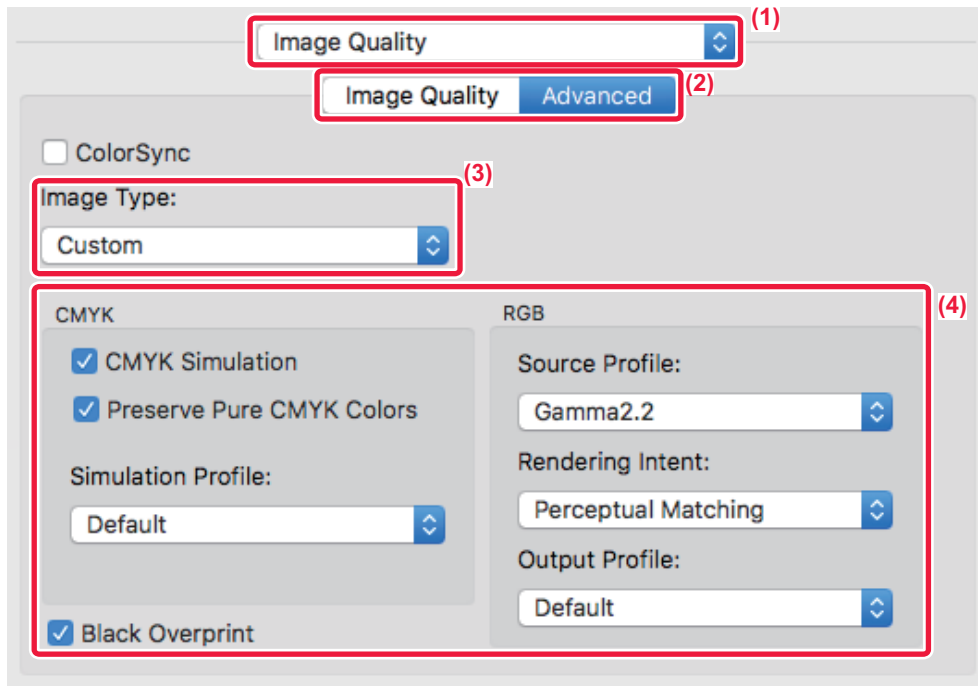 (1)
Image Quality
(2)
Image Quality Advanced
ColorSync
(3)
Image Type:
Custom
(4)
CMYK
CMYK Simulation
Preserve Pure CMYK Colors
Simulation Profile:
Default
Black Overprint
RGB
Source Profile:
Gamma2.2
Rendering Intent:
Perceptual Matching
Output Profile:
Default